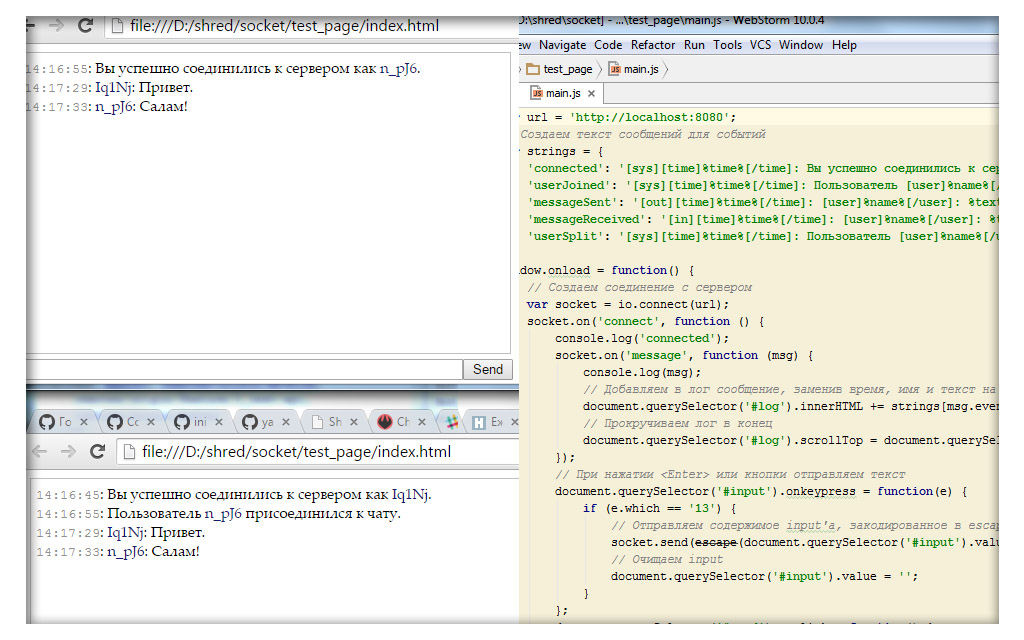 file:///D:/shred/socket/test_page/index.html
14:16:55: Вы успешно соединились к сервером как n_pJ6.
14:17:29: Iq1Nj: Привет.
14:17:33: n_pJ6: Салам!
Send
Го
Co
ini
ya
Sh
Ch
Ex
file:///D:/shred/socket/test_page/index.html
14:16:45: Вы успешно соединились к сервером как Iq1Nj.
14:16:55: Пользователь n_pJ6 присоединился к чату.
14:17:29: Iq1Nj: Привет.
14:17:33: n_pJ6: Салам!
D:\shred\socket] - ...\test_page\main.js - WebStorm 10.0.4
ew Navigate Code Refactor Run Tools VCS Window Help
test_page main.js
main.js
url = 'http://localhost:8080';
Создаем текст сообщений для событий
strings = {
'connected': '[sys][time]%time%[/time]: Вы успешно соединились к сер
'userJoined': '[sys][time]%time%[/time]: Пользователь [user]%name%[/
'messageSent': '[out][time]%time%[/time]: [user]%name%[/user]: %text
'messageReceived': '[in][time]%time%[/time]: [user]%name%[/user]: %t
'userSplit': '[sys][time]%time%[/time]: Пользователь [user]%name%[/u
dow.onload = function() {
// Создаем соединение с сервером
var socket = io.connect(url);
socket.on('connect', function () {
console.log('connected');
socket.on('message', function (msg) {
console.log(msg);
// Добавляем в лог сообщение, заменив время, имя и текст на
document.querySelector('#log').innerHTML += strings[msg.even
// Прокручиваем лог в конец
document.querySelector('#log').scrollTop = document.querySel
});
// При нажатии <Enter> или кнопки отправляем текст
document.querySelector('#input').onkeypress = function(e) {
if (e.which == '13') {
// Отправляем содержимое input'а, закодированное в escap
socket.send(escape(document.querySelector('#input').valu
// Очищаем input
document.querySelector('#input').value = '';
}
};